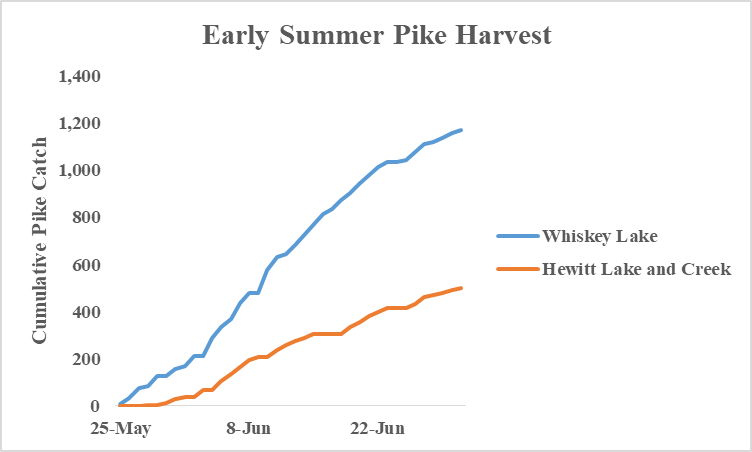 Early Summer Pike Harvest
Cumulative Pike Catch
1,400
1,200
1,000
800
600
400
200
0
25-May
8-Jun
22-Jun
Whiskey Lake
Hewitt Lake and Creek